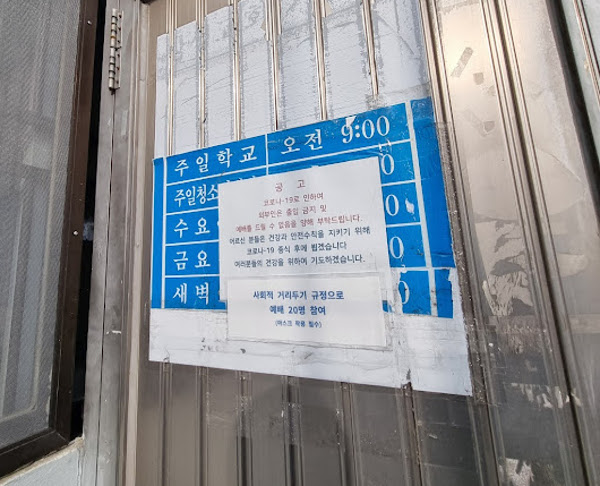 주일학교 오전 9:00
주일청소
수요
금요
새벽
공 고
코로나-19로 인하여
외부인은 출입 금지 및
예배를 드릴 수 없음을 양해 부탁드립니다.
여러분들은 건강과 안전수칙을 지키기 위해
코로나-19 종식 후에 뵙겠습니다
여러분들의 건강을 위하여 기도하겠습니다.
사회적 거리두기 규정으로
예배 20명 참여
(마스크 착용 필수)